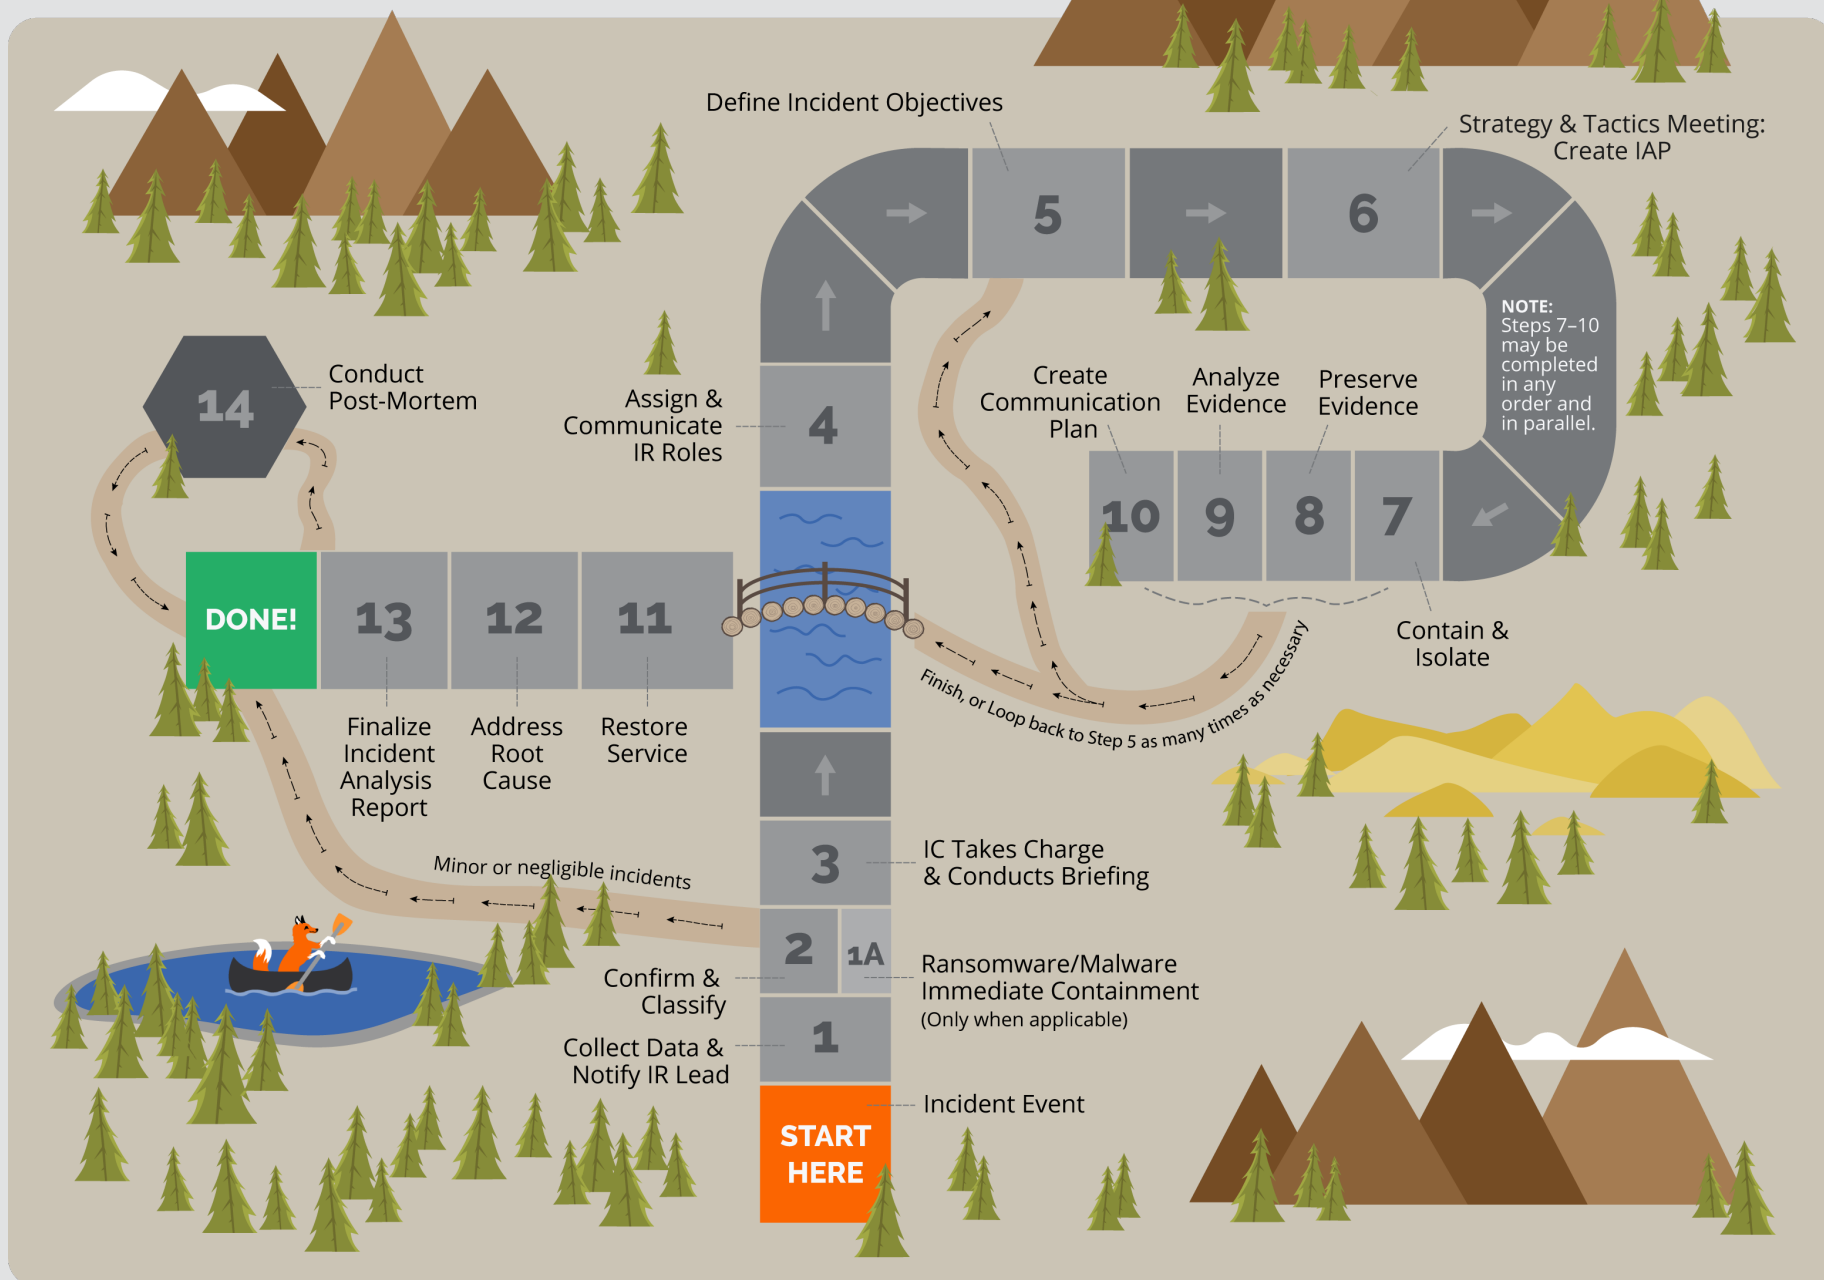 Define Incident Objectives
Strategy & Tactics Meeting:
Create IAP
5
6
NOTE:
Steps 7–10
may be
completed
in any
order and
in parallel.
14
Conduct
Post-Mortem
Assign &
Communicate
IR Roles
4
Create
Communication
Plan
Analyze
Evidence
Preserve
Evidence
10
9
8
7
Contain &
Isolate
DONE!
13
12
11
Finalize
Incident
Analysis
Report
Address
Root
Cause
Restore
Service
Finish, or Loop back to Step 5 as many times as necessary
3
IC Takes Charge
& Conducts Briefing
Minor or negligible incidents
2
1A
Confirm &
Classify
Ransomware/Malware
Immediate Containment
(Only when applicable)
1
Collect Data &
Notify IR Lead
Incident Event
START
HERE